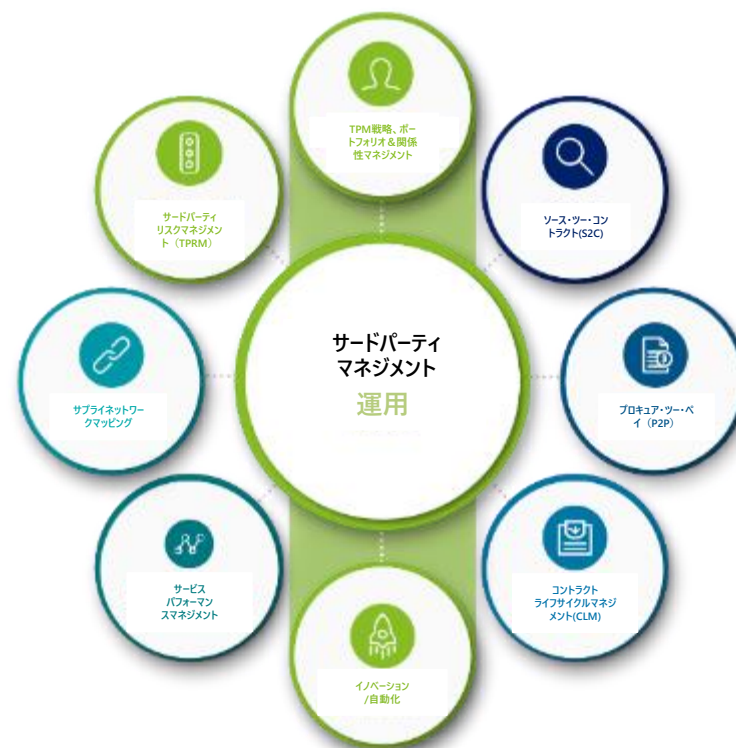 TPM戦略、ポー
トフォリオ＆関係
性マネジメント
サードパーティ
リスクマネジメン
ト（TPRM）
ソース・ツー・コン
トラクト(S2C)
サードパーティ
マネジメント
運用
サプライネットワー
クマッピング
プロキュア・ツー・ペ
イ（P2P）
サービス
パフォーマン
スマネジメント
コントラクト
ライフサイクルマネジ
メント(CLM)
イノベーション
/自動化